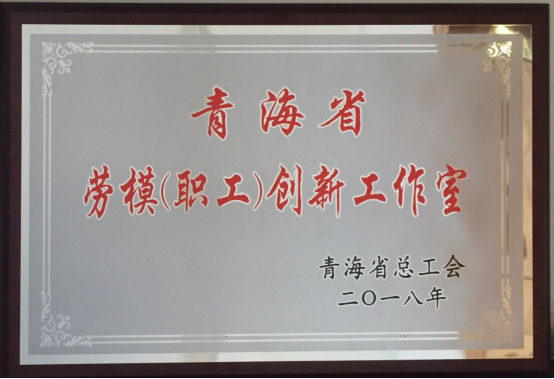 青海省
劳模(职工)创新工作室
青海省总工会
二〇一八年